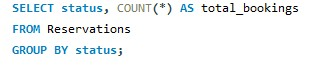 SELECT status, COUNT(*) AS total_bookings
FROM Reservations
GROUP BY status;